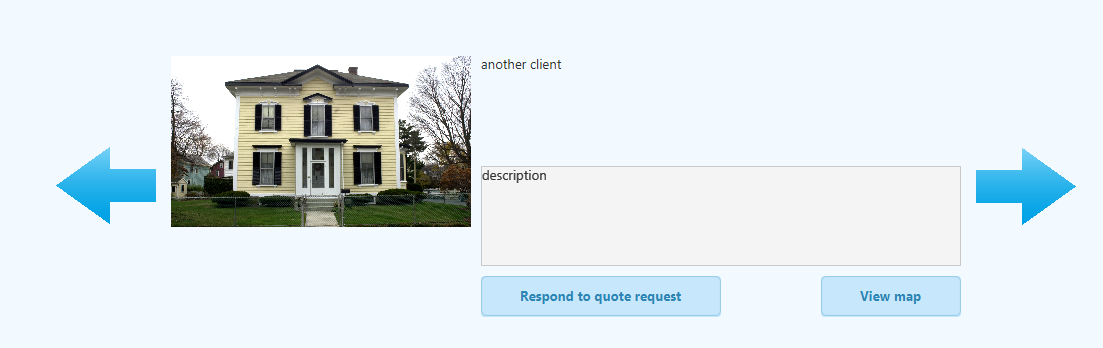 another client
description
Respond to quote request
View map